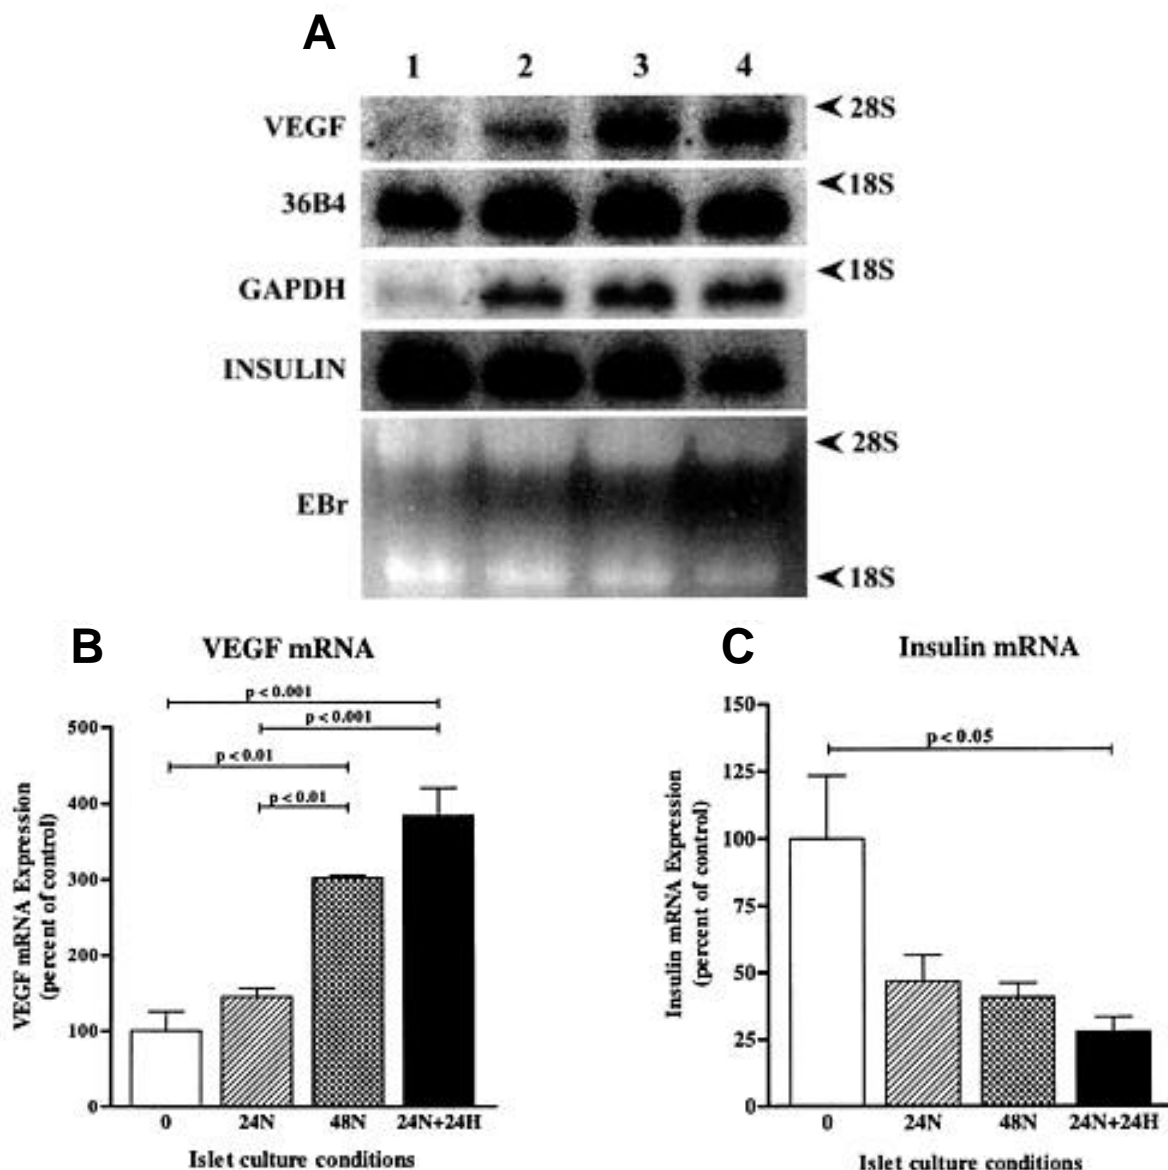 A
1 2 3 4
VEGF 28S
36B4 18S
GAPDH 18S
INSULIN
28S
EBr
18S
B VEGF mRNA
p < 0.001
p < 0.001
p < 0.01
p < 0.01
VEGF mRNA Expression
(percent of control)
500
400
300
200
100
0
0 24N 48N 24N+24H
Islet culture conditions
C Insulin mRNA
p < 0.05
Insulin mRNA Expression
(percent of control)
150
125
100
75
50
25
0
0 24N 48N 24N+24H
Islet culture conditions